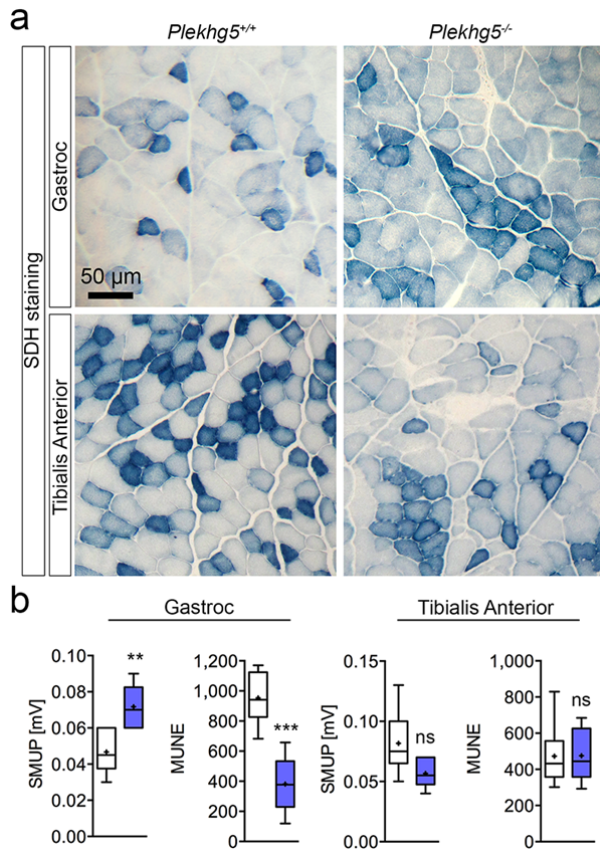 a
Plekhg5+/+
Plekhg5-/-
SDH staining
Gastroc
50 µm
Tibialis Anterior
b
Gastroc
Tibialis Anterior
SMUP [mV]
0.10
0.08
0.06
0.04
0.02
0.00
**
MUNE
1,200
1,000
800
600
400
200
0
***
SMUP [mV]
0.15
0.10
0.05
0.00
ns
MUNE
1,000
800
600
400
200
0
ns